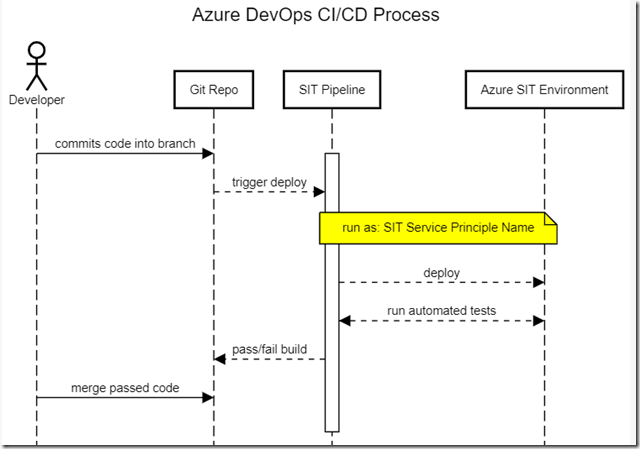 Azure DevOps CI/CD Process
Developer
Git Repo
SIT Pipeline
Azure SIT Environment
commits code into branch
trigger deploy
run as: SIT Service Principle Name
deploy
run automated tests
pass/fail build
merge passed code